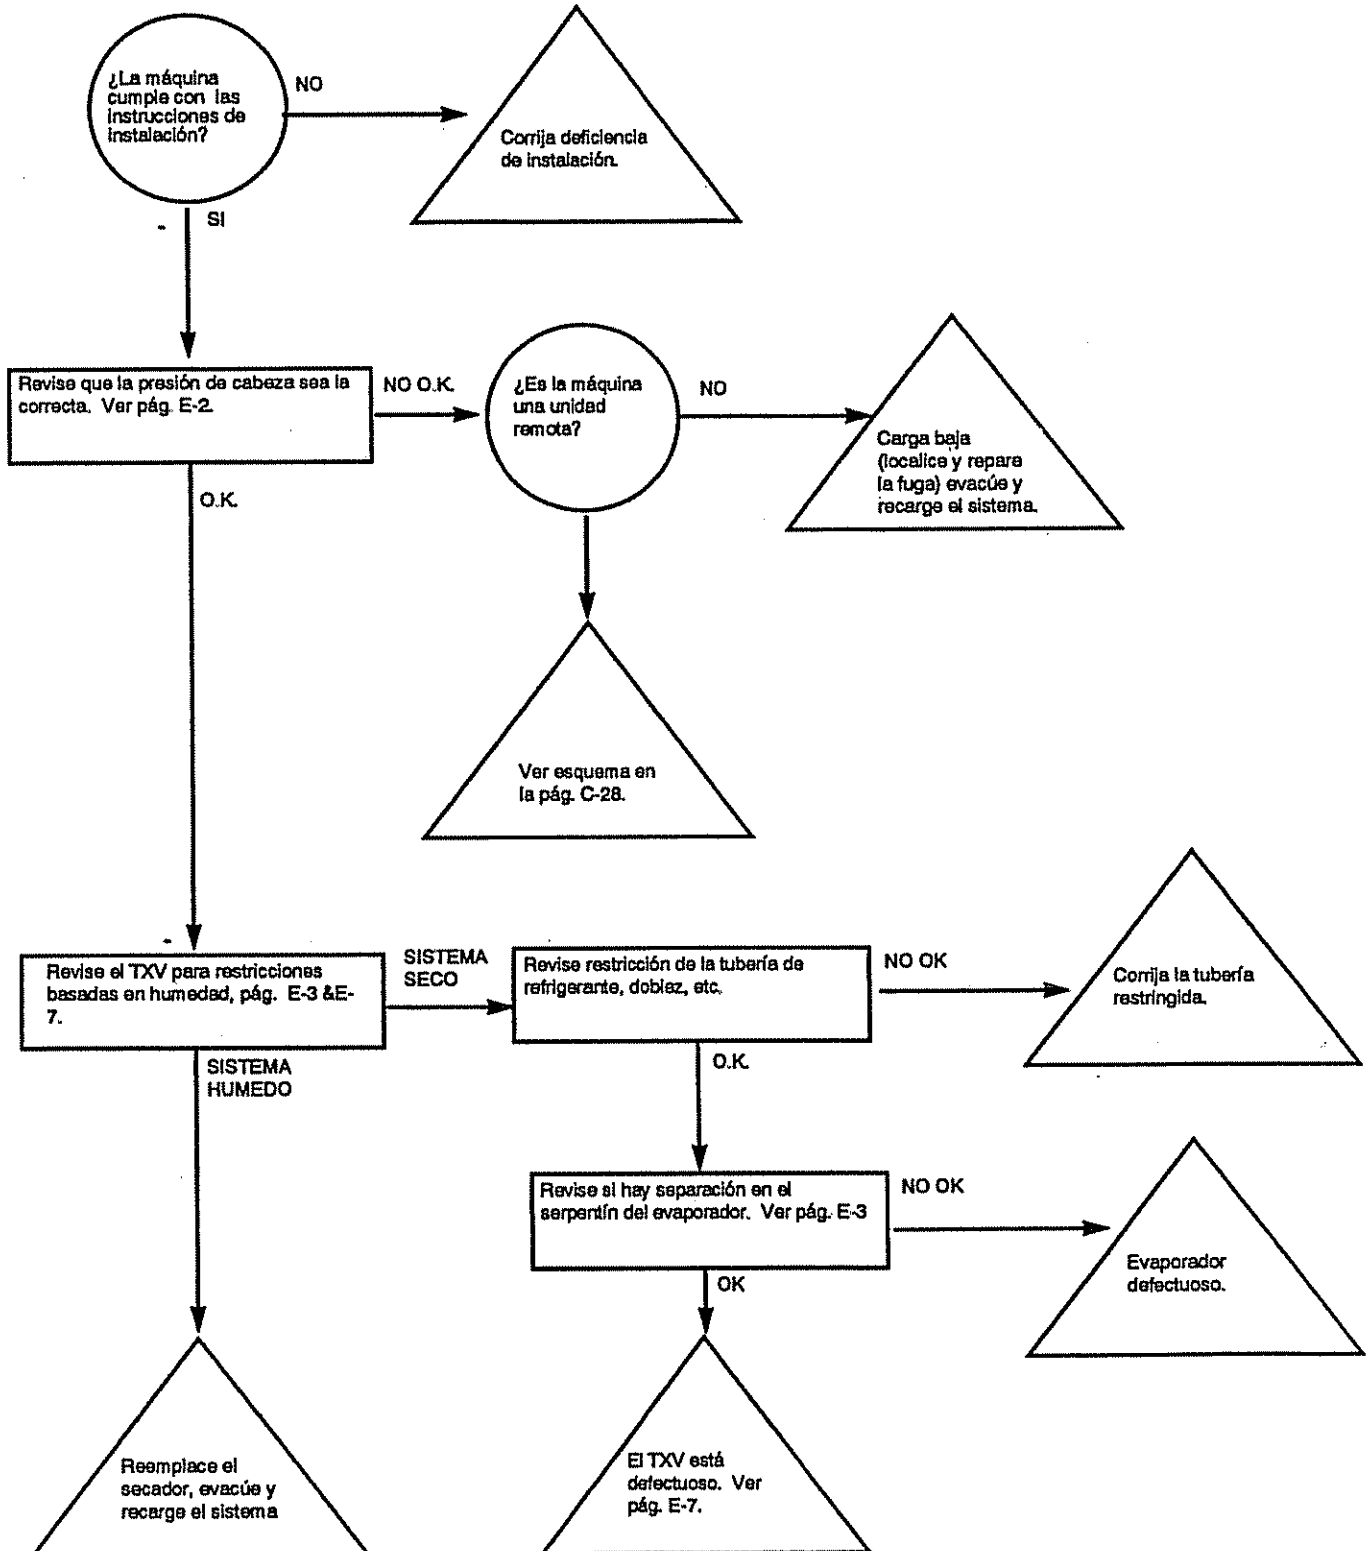 ¿La máquina
cumple con las
instrucciones de
instalación?
NO
Corrija deficiencia
de instalación.
SI
Revise que la presión de cabeza sea la
correcta. Ver pág. E-2.
NO O.K.
¿Es la máquina
una unidad
remota?
NO
Carga baja
(localice y repare
la fuga) evacúe y
recarge el sistema.
O.K.
Ver esquema en
la pág. C-28.
Revise el TXV para restricciones
basadas en humedad, pág. E-3 &E-
7.
SISTEMA
SECO
Revise restricción de la tubería de
refrigerante, doblez, etc.
NO OK
Corrija la tubería
restringida.
SISTEMA
HUMEDO
O.K.
Revise si hay separación en el
serpentín del evaporador. Ver pág. E-3
NO OK
Evaporador
defectuoso.
OK
Reemplace el
secador, evacúe y
recarge el sistema
El TXV está
defectuoso. Ver
pág. E-7.